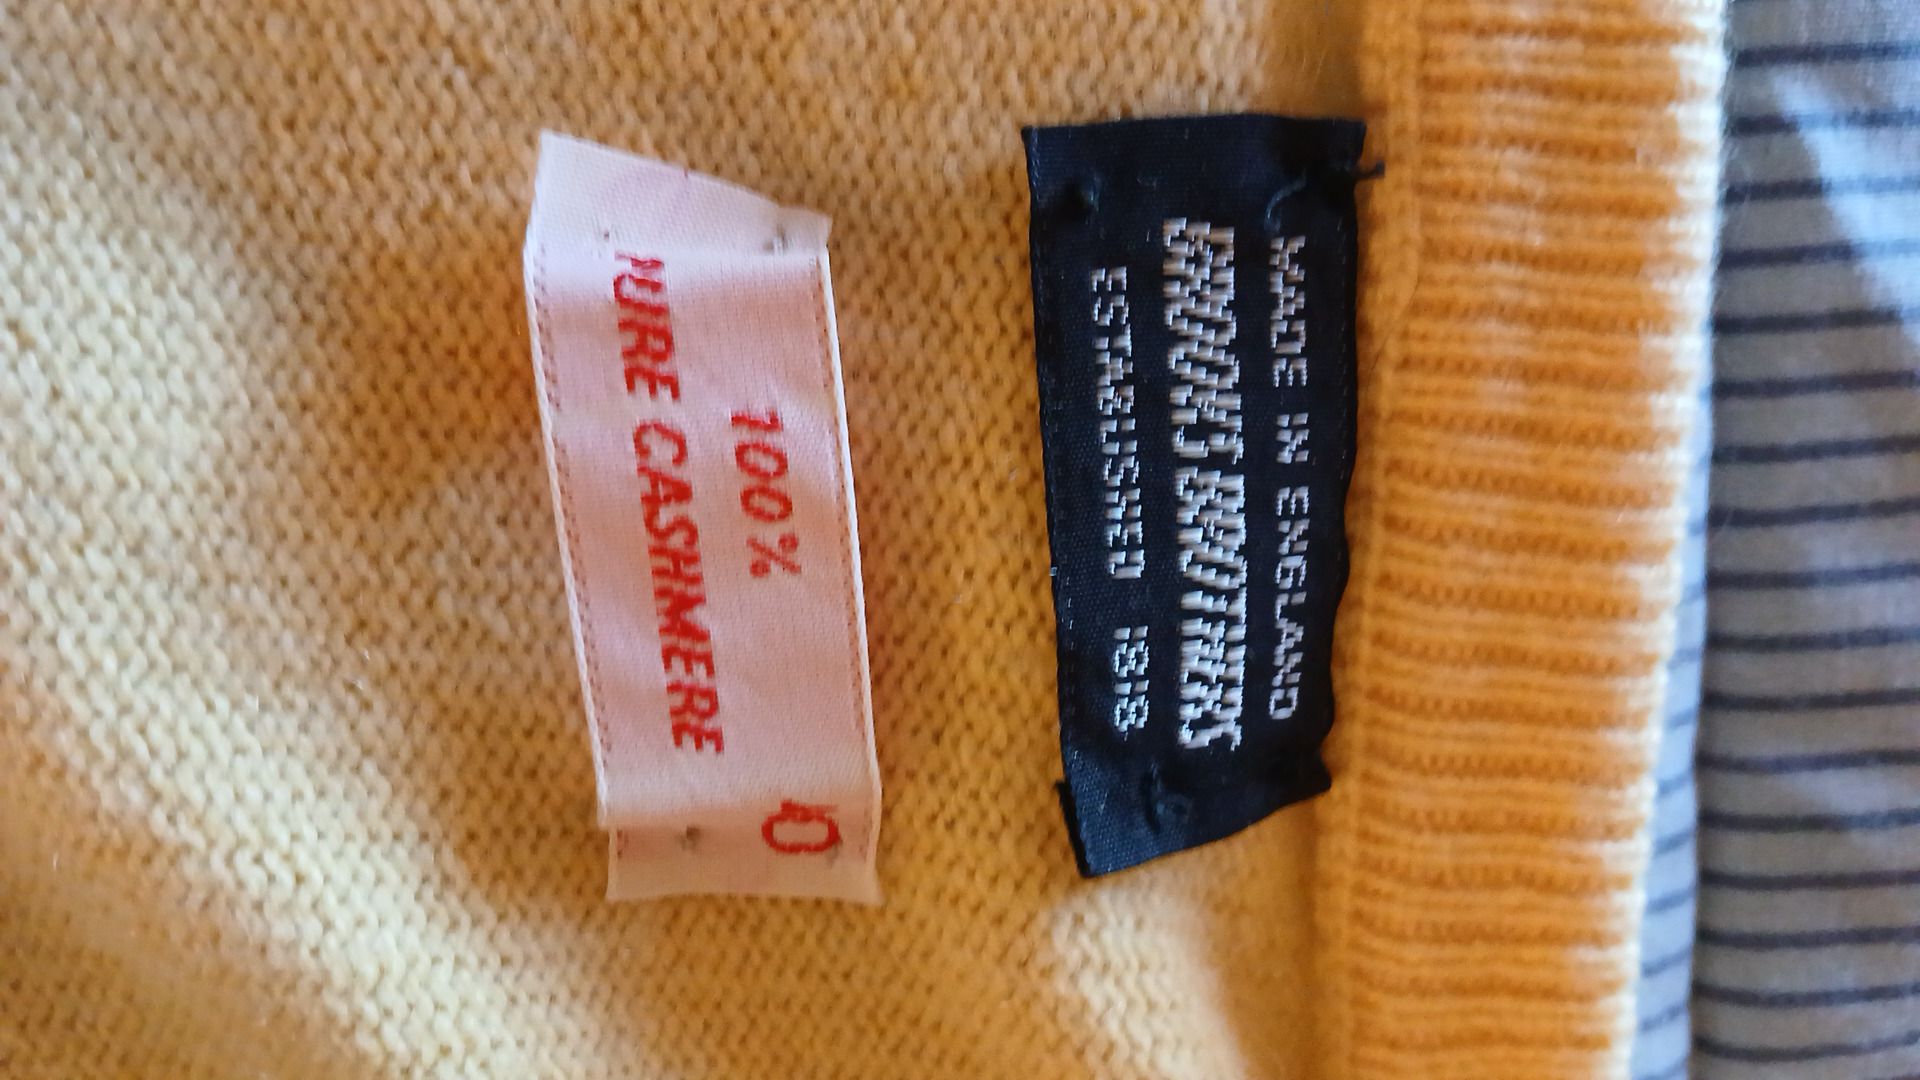 MADE IN ENGLAND
Brooks Brothers
ESTABLISHED 1818
100%
PURE CASHMERE
40